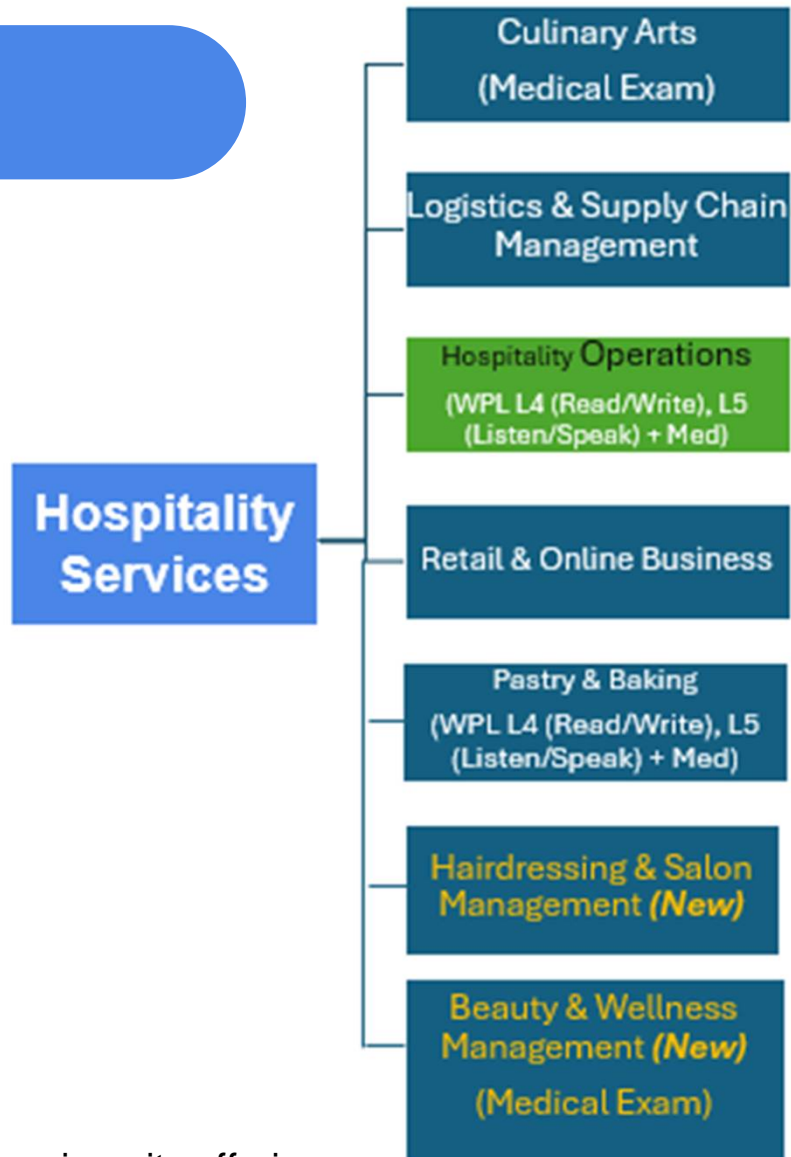 Culinary Arts
(Medical Exam)
Logistics & Supply Chain
Management
Hospitality Operations
(WPL L4 (Read/Write), L5
(Listen/Speak) + Med)
Hospitality
Services
Retail & Online Business
Pastry & Baking
(WPL L4 (Read/Write), L5
(Listen/Speak) + Med)
Hairdressing & Salon
Management (New)
Beauty & Wellness
Management (New)
(Medical Exam)